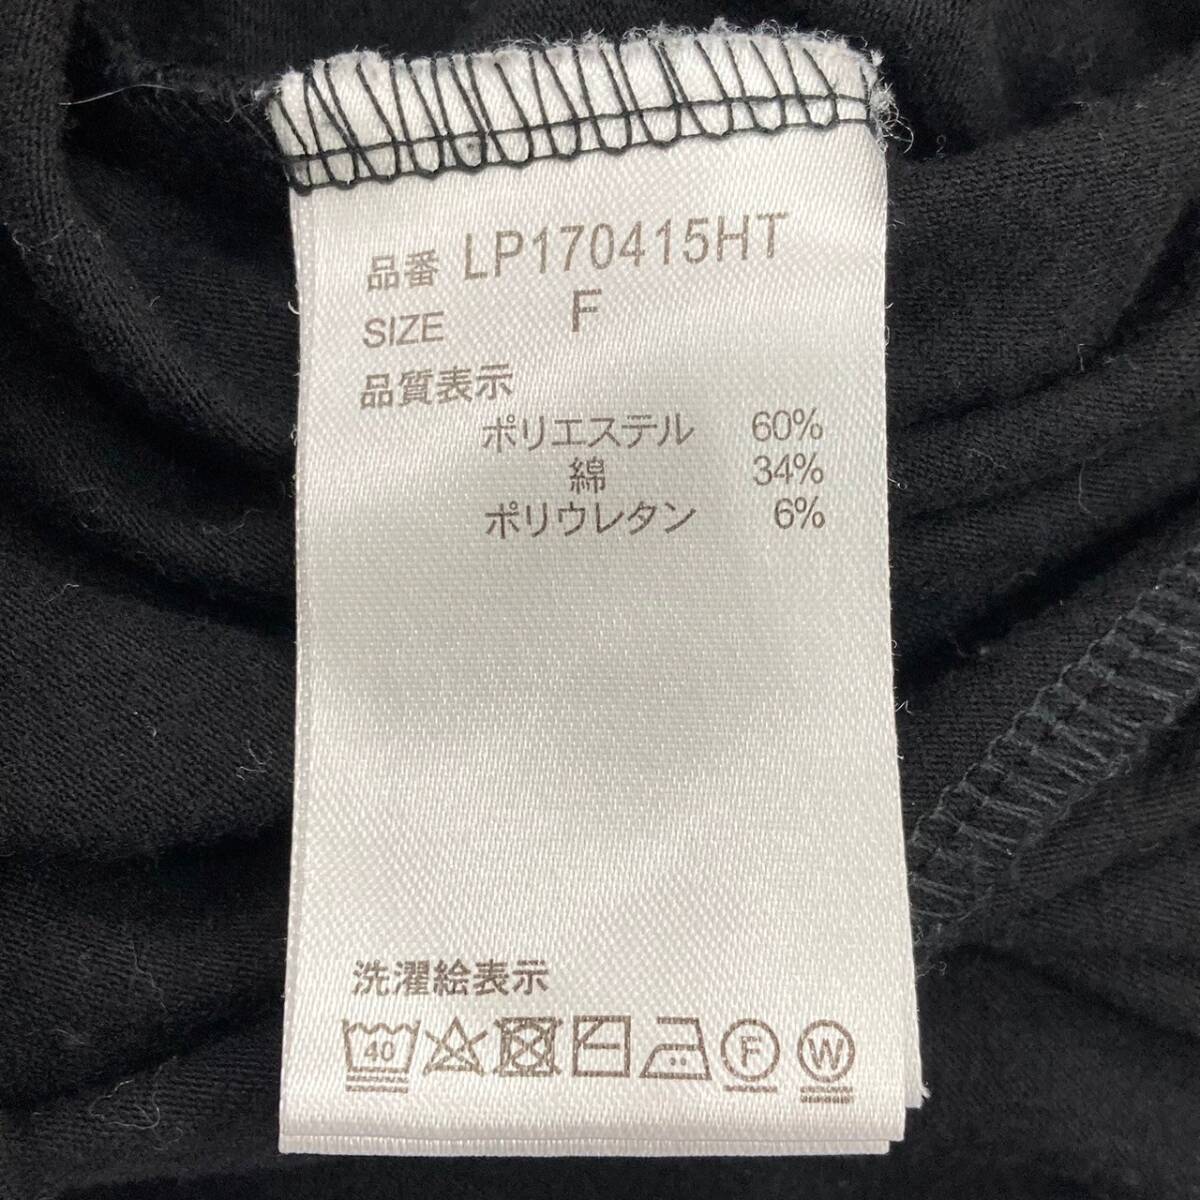 品番 LP170415HT
SIZE F
品質表示
ポリエステル 60%
綿 34%
ポリウレタン 6%
洗濯絵表示
40 F W